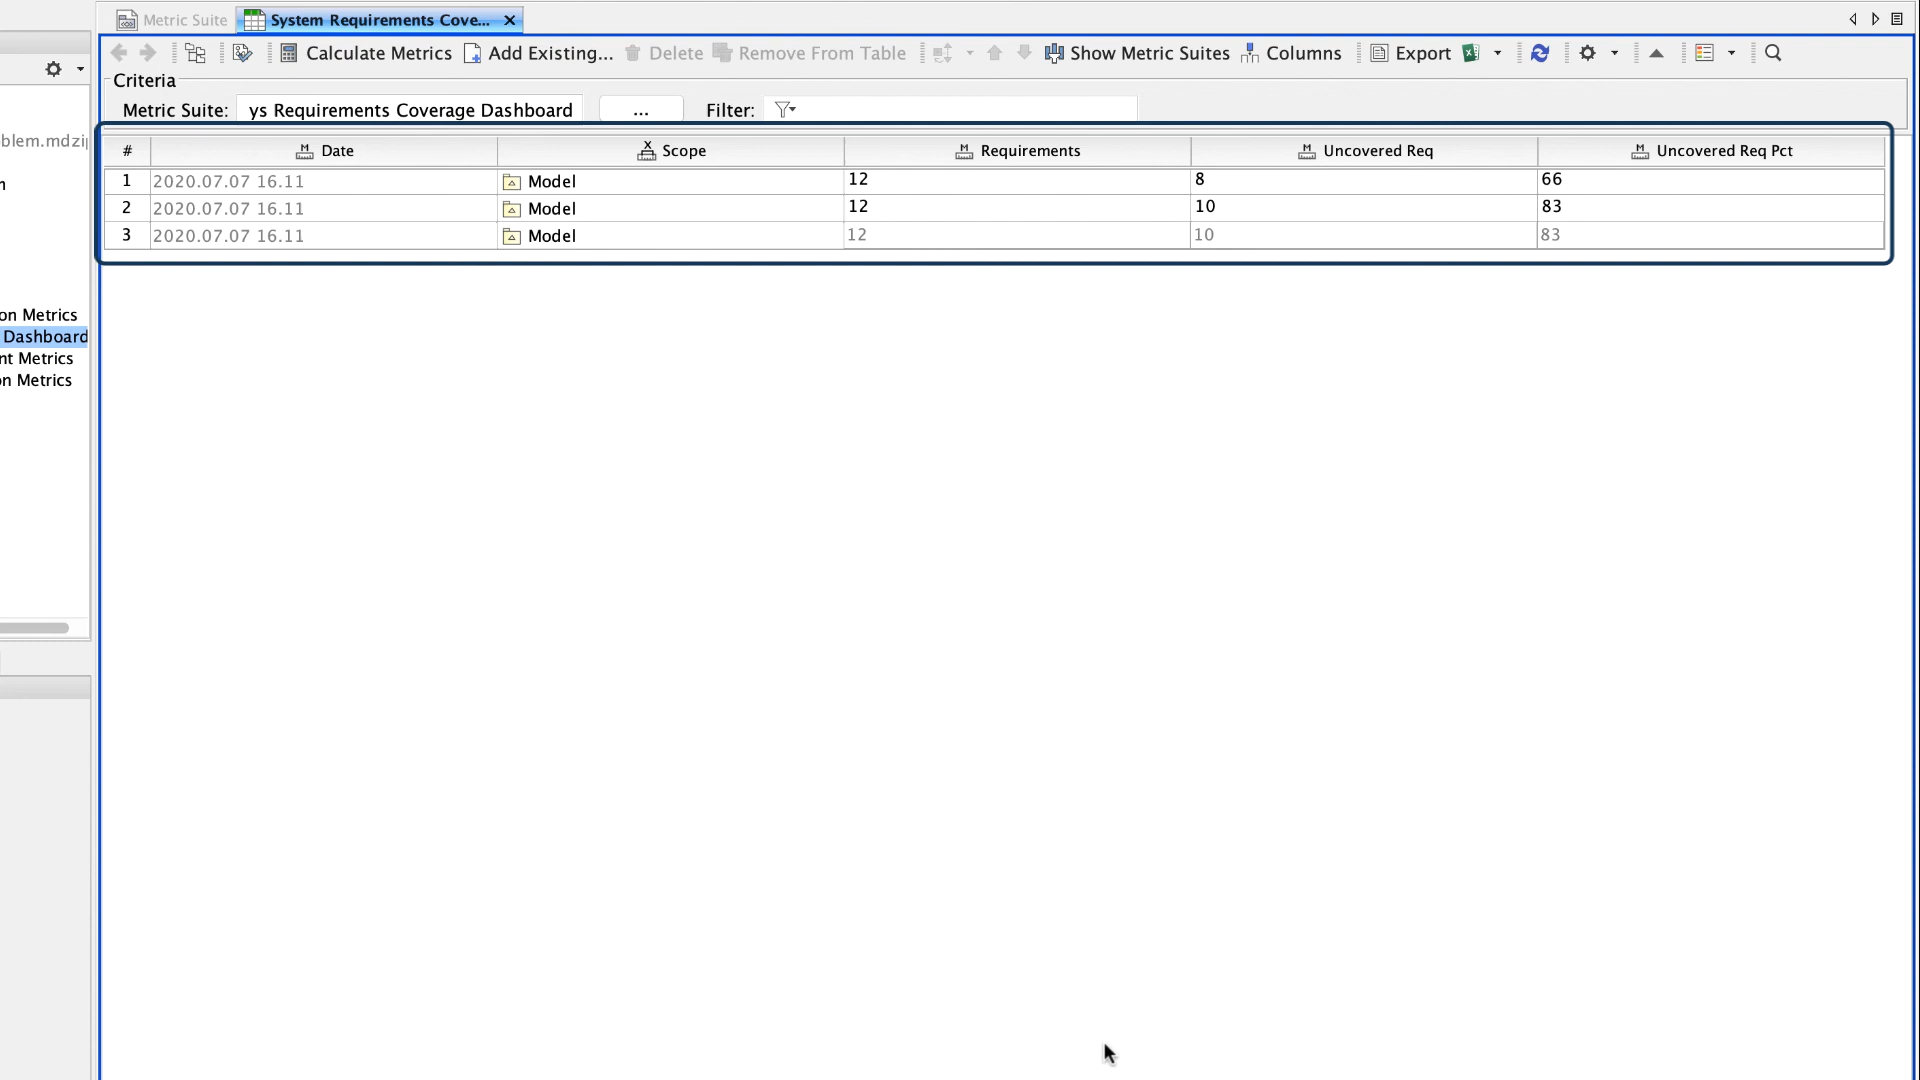 Metric Suite System Requirements Cove...
Calculate Metrics Add Existing... Delete Remove From Table Show Metric Suites Columns Export
Criteria
Metric Suite: ys Requirements Coverage Dashboard ... Filter:
# Date Scope Requirements Uncovered Req Uncovered Req Pct
1 2020.07.07 16.11 Model 12 8 66
2 2020.07.07 16.11 Model 12 10 83
3 2020.07.07 16.11 Model 12 10 83
blem.mdzi
on Metrics
Dashboard
nt Metrics
on Metrics